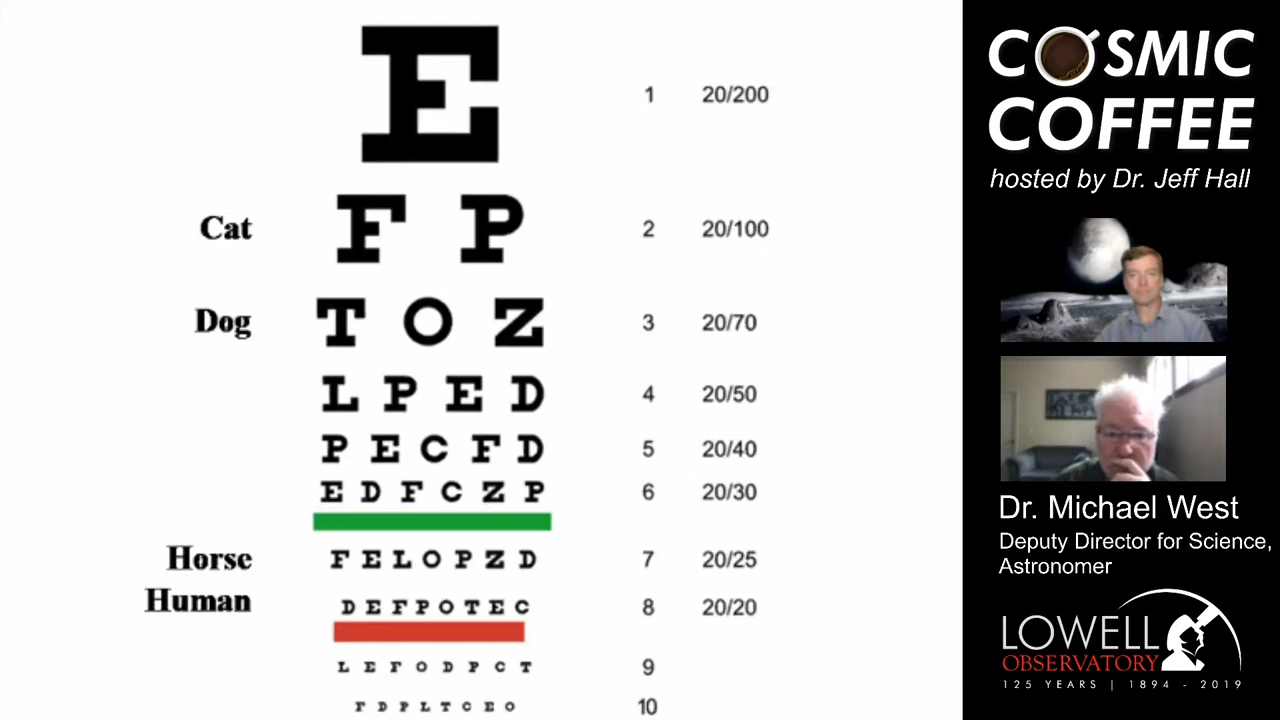 E 1 20/200
Cat F P 2 20/100
Dog T O Z 3 20/70
L P E D 4 20/50
P E C F D 5 20/40
E D F C Z P 6 20/30
Horse F E L O P Z D 7 20/25
Human D E F P O T E C 8 20/20
L E F O D P C T 9
F D P L T C E O 10
COSMIC
COFFEE
hosted by Dr. Jeff Hall
Dr. Michael West
Deputy Director for Science,
Astronomer
LOWELL
OBSERVATORY
125 YEARS | 1894 - 2019